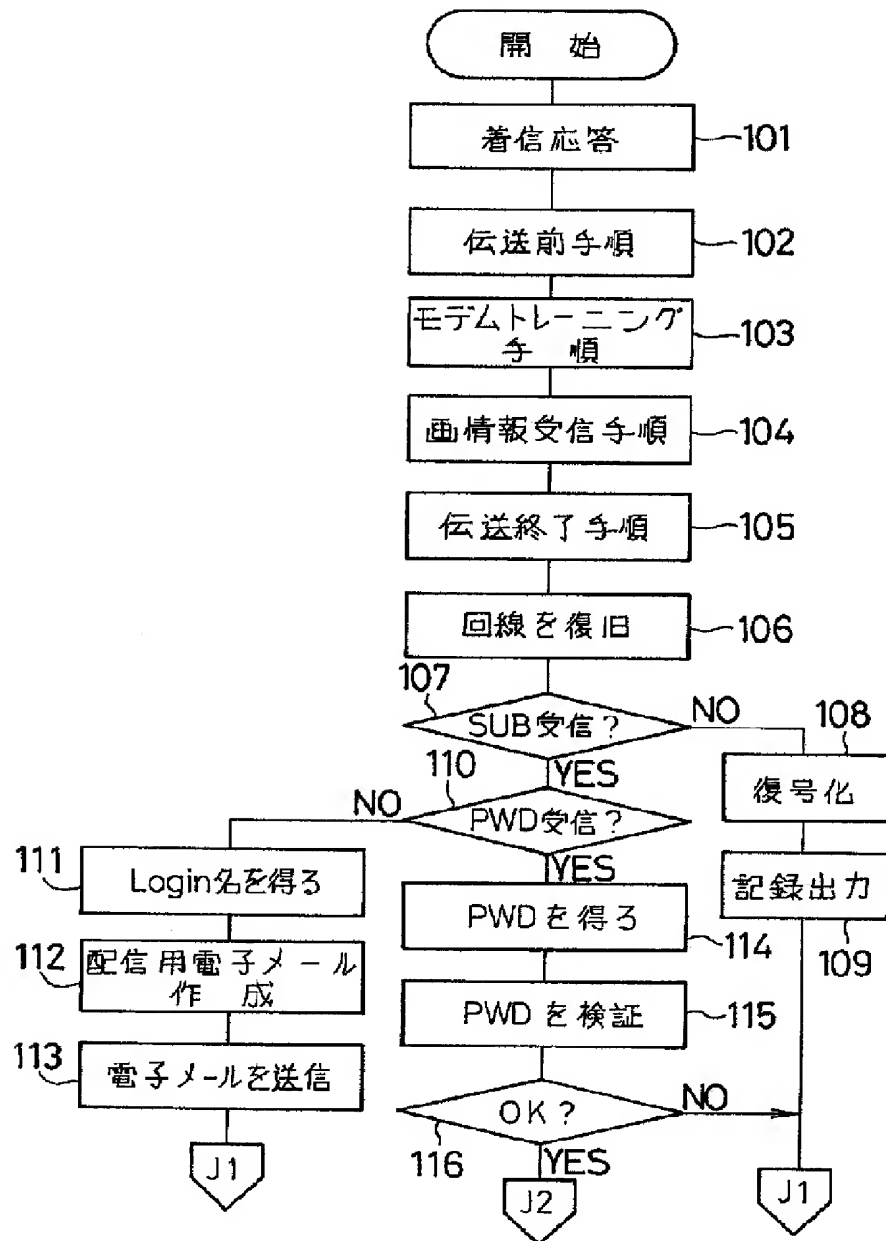 開始
着信応答
101
伝送前手順
102
モデムトレーニング
手順
103
画情報受信手順
104
伝送終了手順
105
回線を復旧
106
107
SUB受信?
NO
YES
108
復号化
記録出力
109
110
PWD受信?
NO
YES
111
Login名を得る
112
配信用電子メール
作成
113
電子メールを送信
J1
PWDを得る
114
PWDを検証
115
OK?
NO
116
YES
J2
J1